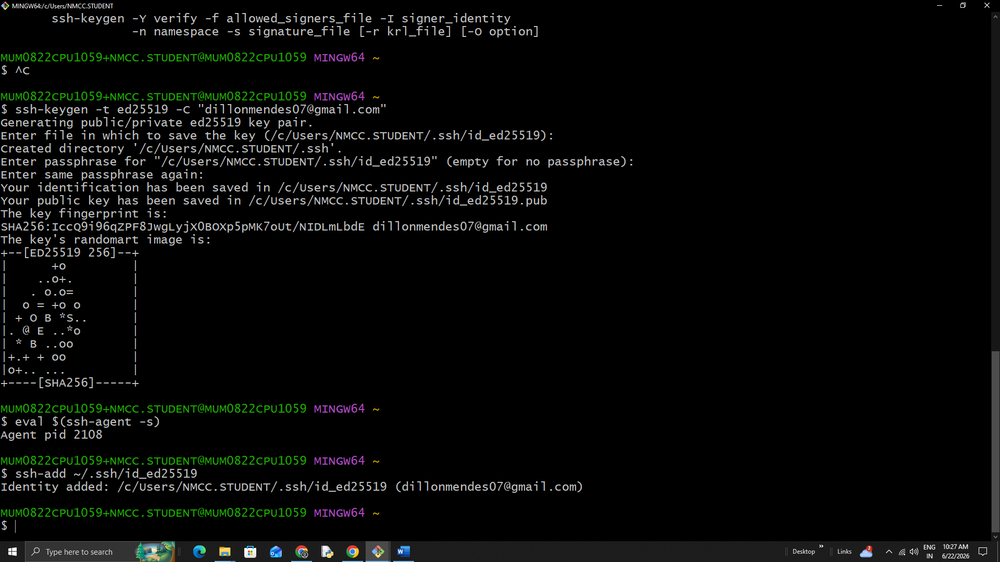 MINGW64:/c/Users/NMCC.STUDENT
ssh-keygen -Y verify -f allowed_signers_file -I signer_identity
-n namespace -s signature_file [-r krl_file] [-O option]
MUM0822CPU1059+NMCC.STUDENT@MUM0822CPU1059 MINGW64 ~
$ ^C
MUM0822CPU1059+NMCC.STUDENT@MUM0822CPU1059 MINGW64 ~
$ ssh-keygen -t ed25519 -C "dillonmendes07@gmail.com"
Generating public/private ed25519 key pair.
Enter file in which to save the key (/c/Users/NMCC.STUDENT/.ssh/id_ed25519):
Created directory '/c/Users/NMCC.STUDENT/.ssh'.
Enter passphrase for "/c/Users/NMCC.STUDENT/.ssh/id_ed25519" (empty for no passphrase):
Enter same passphrase again:
Your identification has been saved in /c/Users/NMCC.STUDENT/.ssh/id_ed25519
Your public key has been saved in /c/Users/NMCC.STUDENT/.ssh/id_ed25519.pub
The key fingerprint is:
SHA256:IccQ9i96qZPF8JwgLyjX0BOXp5pMK7oUt/NIDLmLbdE dillonmendes07@gmail.com
The key's randomart image is:
+--[ED25519 256]--+
|      +o         |
|    ..o+.        |
|   . o.o=        |
|  o = +o o       |
| + O B *S..      |
|. @ E ..*o       |
| * B ..oo        |
|+.+ + oo         |
|o+.. ...         |
+----[SHA256]-----+
MUM0822CPU1059+NMCC.STUDENT@MUM0822CPU1059 MINGW64 ~
$ eval $(ssh-agent -s)
Agent pid 2108
MUM0822CPU1059+NMCC.STUDENT@MUM0822CPU1059 MINGW64 ~
$ ssh-add ~/.ssh/id_ed25519
Identity added: /c/Users/NMCC.STUDENT/.ssh/id_ed25519 (dillonmendes07@gmail.com)
MUM0822CPU1059+NMCC.STUDENT@MUM0822CPU1059 MINGW64 ~
$
Type here to search
Desktop
Links
2
ENG
IN
10:27 AM
6/22/2026